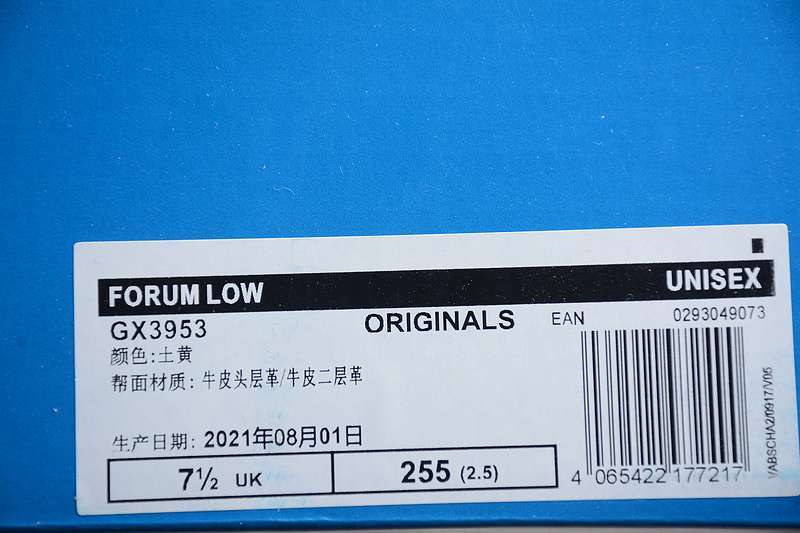 FORUM LOW UNISEX
GX3953 ORIGINALS EAN 0293049073
颜色:土黄
帮面材质: 牛皮头层革/牛皮二层革
生产日期: 2021年08月01日
7½ UK 255 (2.5)
4 065422 177217
VABSCHA2/0917/V05